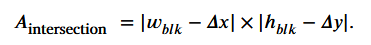 A_intersection = |w_blk − Δx| × |h_blk − Δy|.